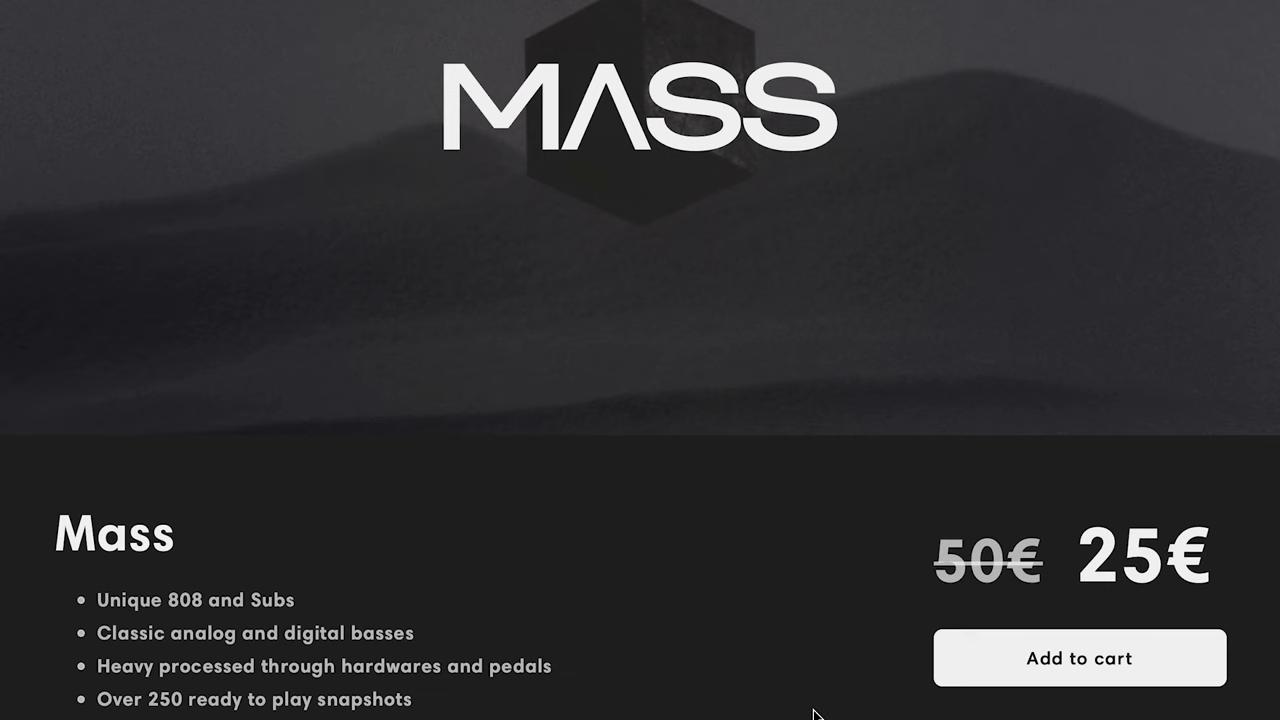 MASS
Mass
50€ 25€
• Unique 808 and Subs
• Classic analog and digital basses
• Heavy processed through hardwares and pedals
• Over 250 ready to play snapshots
Add to cart